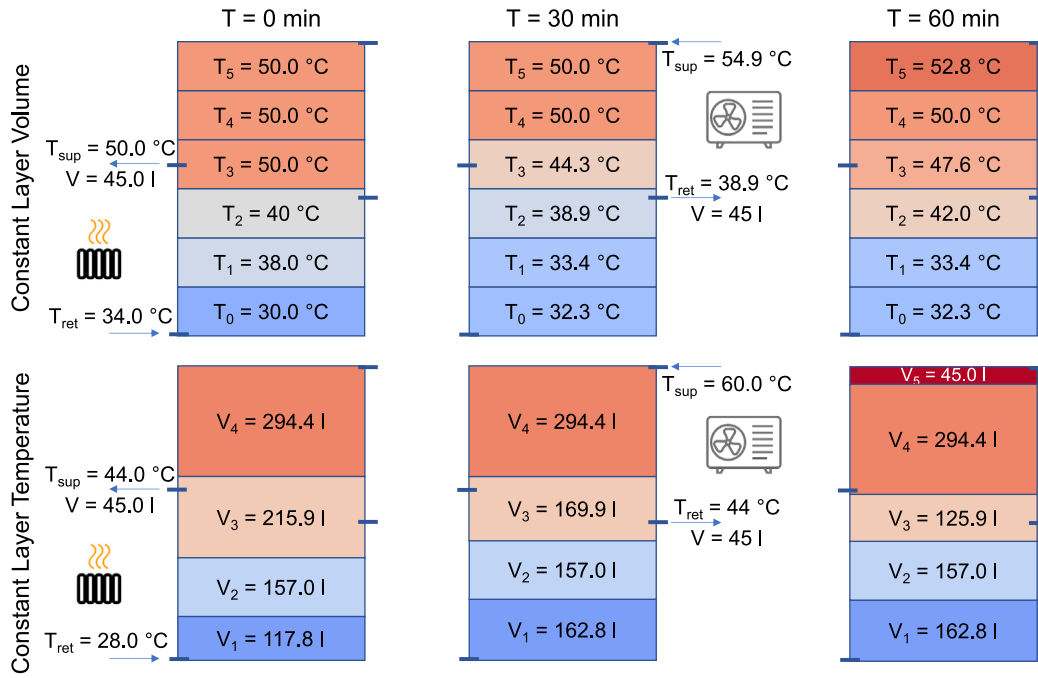 T = 0 min
T = 30 min
T = 60 min
Constant Layer Volume
T5 = 50.0 °C
T4 = 50.0 °C
Tsup = 50.0 °C
V = 45.0 l
T3 = 50.0 °C
T2 = 40 °C
T1 = 38.0 °C
Tret = 34.0 °C
T0 = 30.0 °C
T5 = 50.0 °C
Tsup = 54.9 °C
T4 = 50.0 °C
T3 = 44.3 °C
Tret = 38.9 °C
V = 45 l
T2 = 38.9 °C
T1 = 33.4 °C
T0 = 32.3 °C
T5 = 52.8 °C
T4 = 50.0 °C
T3 = 47.6 °C
T2 = 42.0 °C
T1 = 33.4 °C
T0 = 32.3 °C
Constant Layer Temperature
V4 = 294.4 l
Tsup = 44.0 °C
V = 45.0 l
V3 = 215.9 l
V2 = 157.0 l
Tret = 28.0 °C
V1 = 117.8 l
Tsup = 60.0 °C
V4 = 294.4 l
V3 = 169.9 l
Tret = 44 °C
V = 45 l
V2 = 157.0 l
V1 = 162.8 l
V5 = 45.0 l
V4 = 294.4 l
V3 = 125.9 l
V2 = 157.0 l
V1 = 162.8 l